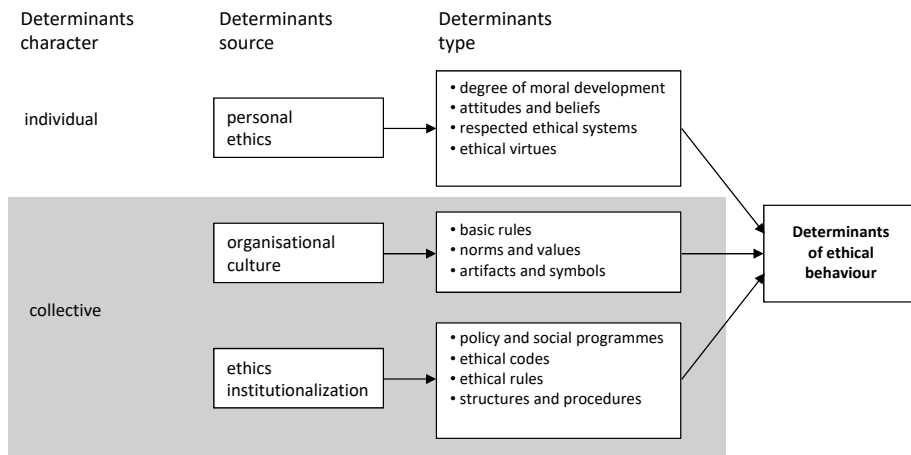 Determinants
character
Determinants
source
Determinants
type
individual
personal
ethics
• degree of moral development
• attitudes and beliefs
• respected ethical systems
• ethical virtues
collective
organisational
culture
• basic rules
• norms and values
• artifacts and symbols
ethics
institutionalization
• policy and social programmes
• ethical codes
• ethical rules
• structures and procedures
Determinants
of ethical
behaviour